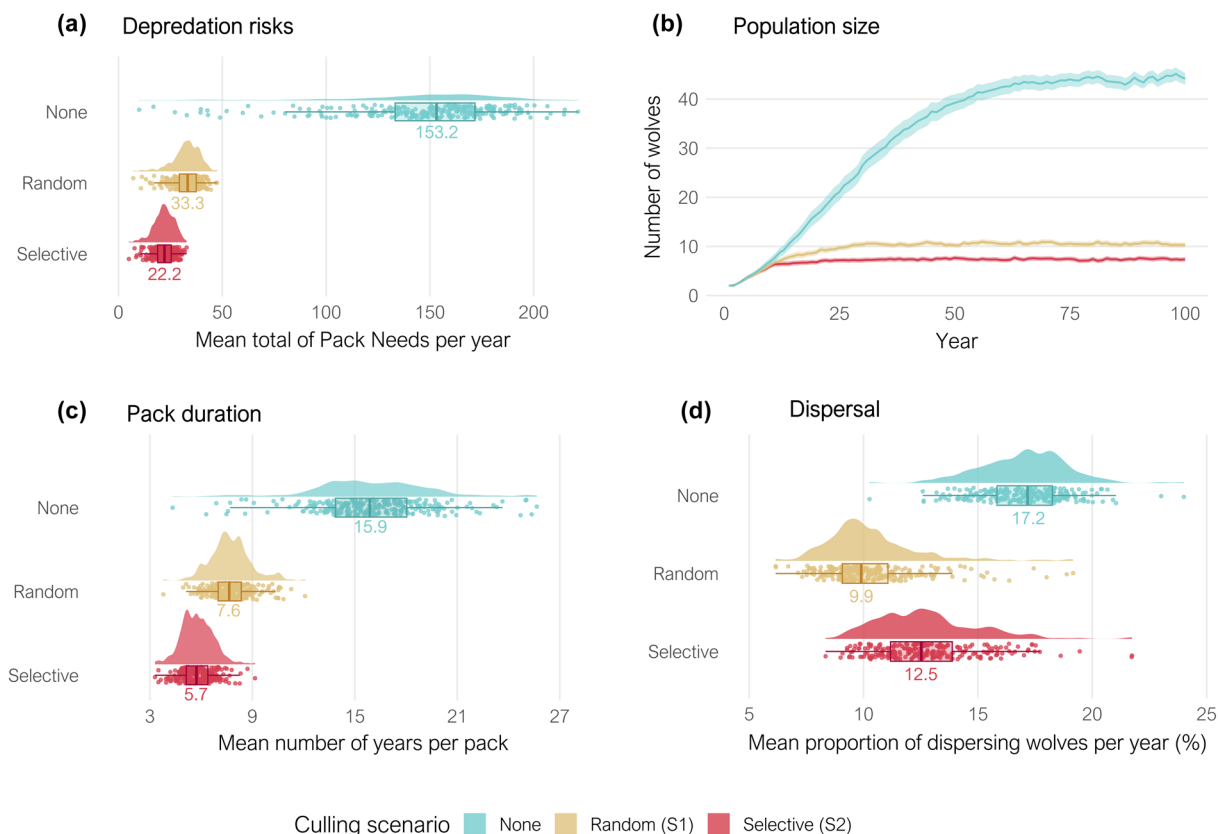 (a) Depredation risks
None
153.2
Random
33.3
Selective
22.2
0 50 100 150 200
Mean total of Pack Needs per year
(b) Population size
Number of wolves
40
30
20
10
0
0 25 50 75 100
Year
(c) Pack duration
None
15.9
Random
7.6
Selective
5.7
3 9 15 21 27
Mean number of years per pack
(d) Dispersal
None
17.2
Random
9.9
Selective
12.5
5 10 15 20 25
Mean proportion of dispersing wolves per year (%)
Culling scenario None Random (S1) Selective (S2)